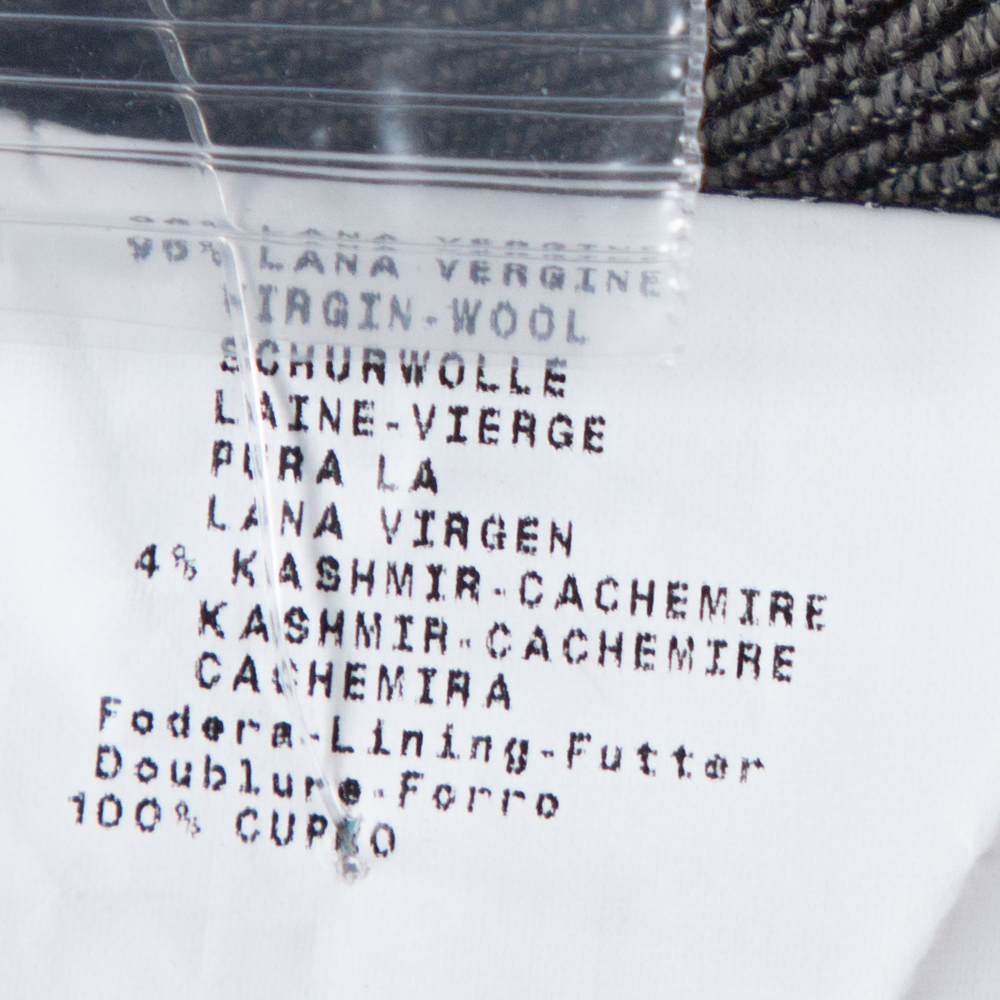 96% LANA VERGINE
VIRGIN-WOOL
SCHURWOLLE
LAINE-VIERGE
PURA LA
LANA VIRGEN
4% KASHMIR-CACHEMIRE
KASHMIR-CACHEMIRE
CACHEMIRA
Fodera-Lining-Futter
Doublure-Forro
100% CUPRO